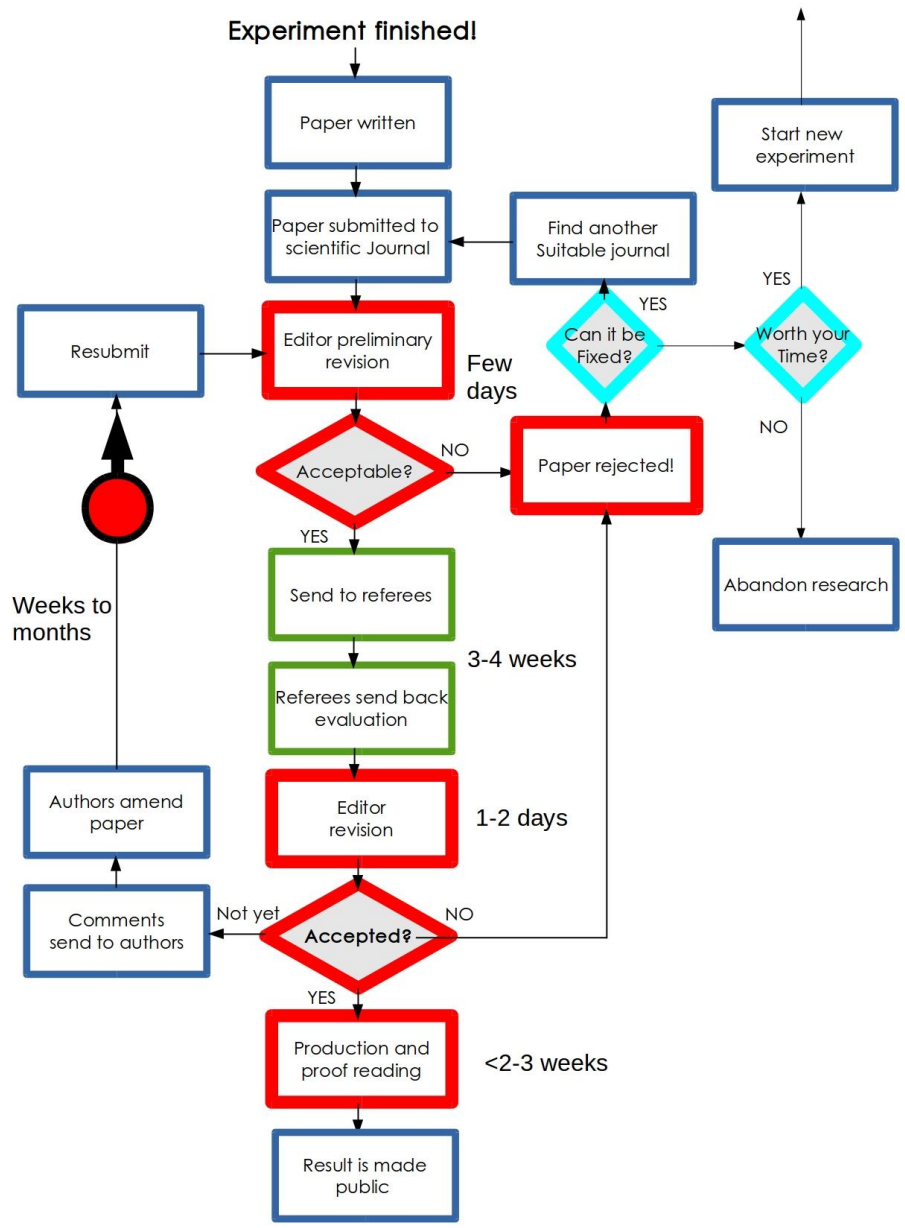 Experiment finished!
Paper written
Start new
experiment
Paper submitted to
scientific Journal
Find another
Suitable journal
YES
YES
Resubmit
Editor preliminary
revision
Can it be
Fixed?
Worth your
Time?
Few
days
NO
Acceptable?
NO
Paper rejected!
YES
Send to referees
Abandon research
Weeks to
months
3-4 weeks
Referees send back
evaluation
Authors amend
paper
Editor
revision
1-2 days
Comments
send to authors
Not yet
Accepted?
NO
YES
Production and
proof reading
<2-3 weeks
Result is made
public